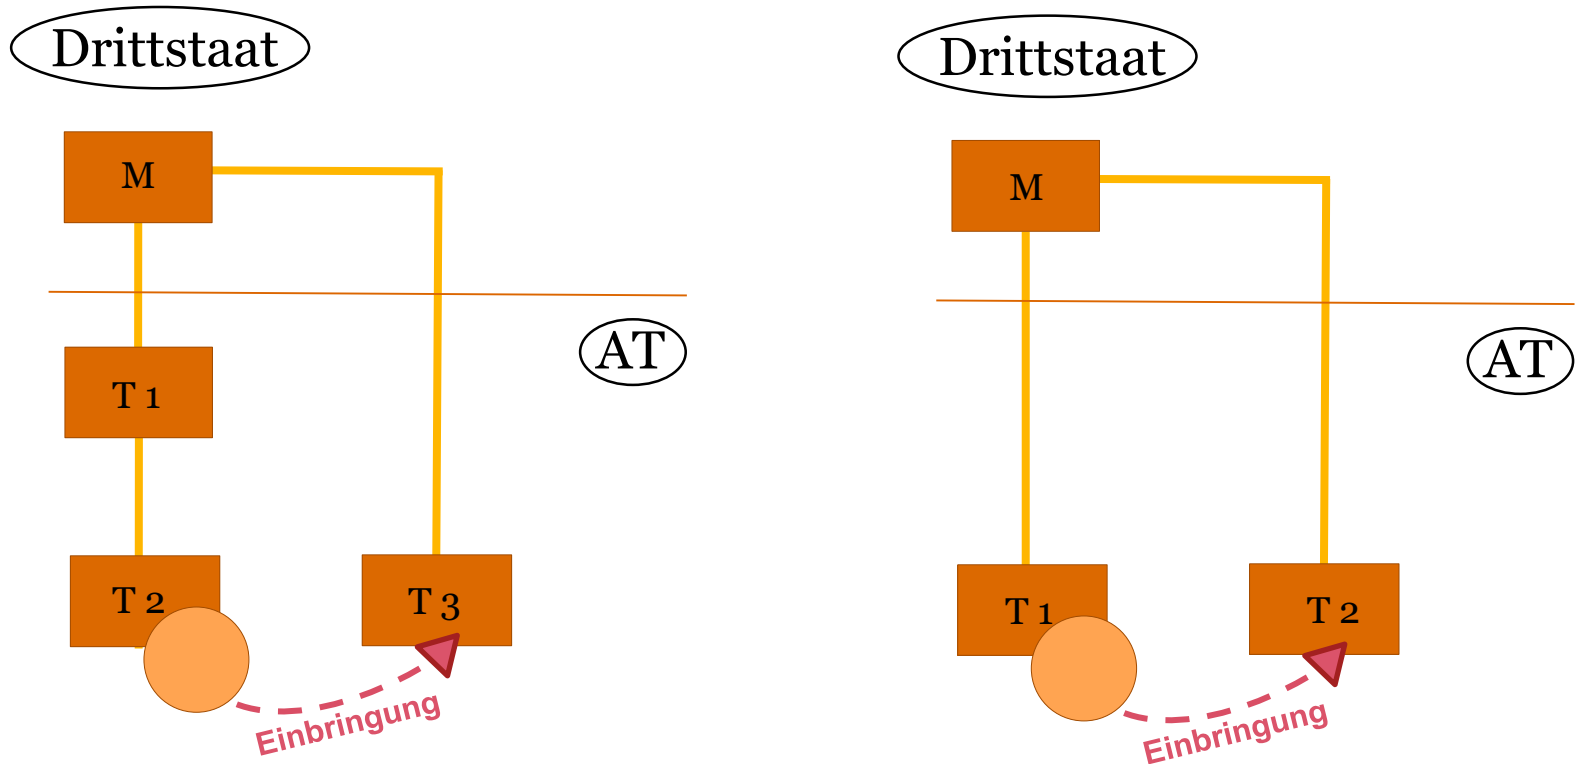 Drittstaat
M
AT
T 1
T 2
T 3
Einbringung
Drittstaat
M
AT
T 1
T 2
Einbringung